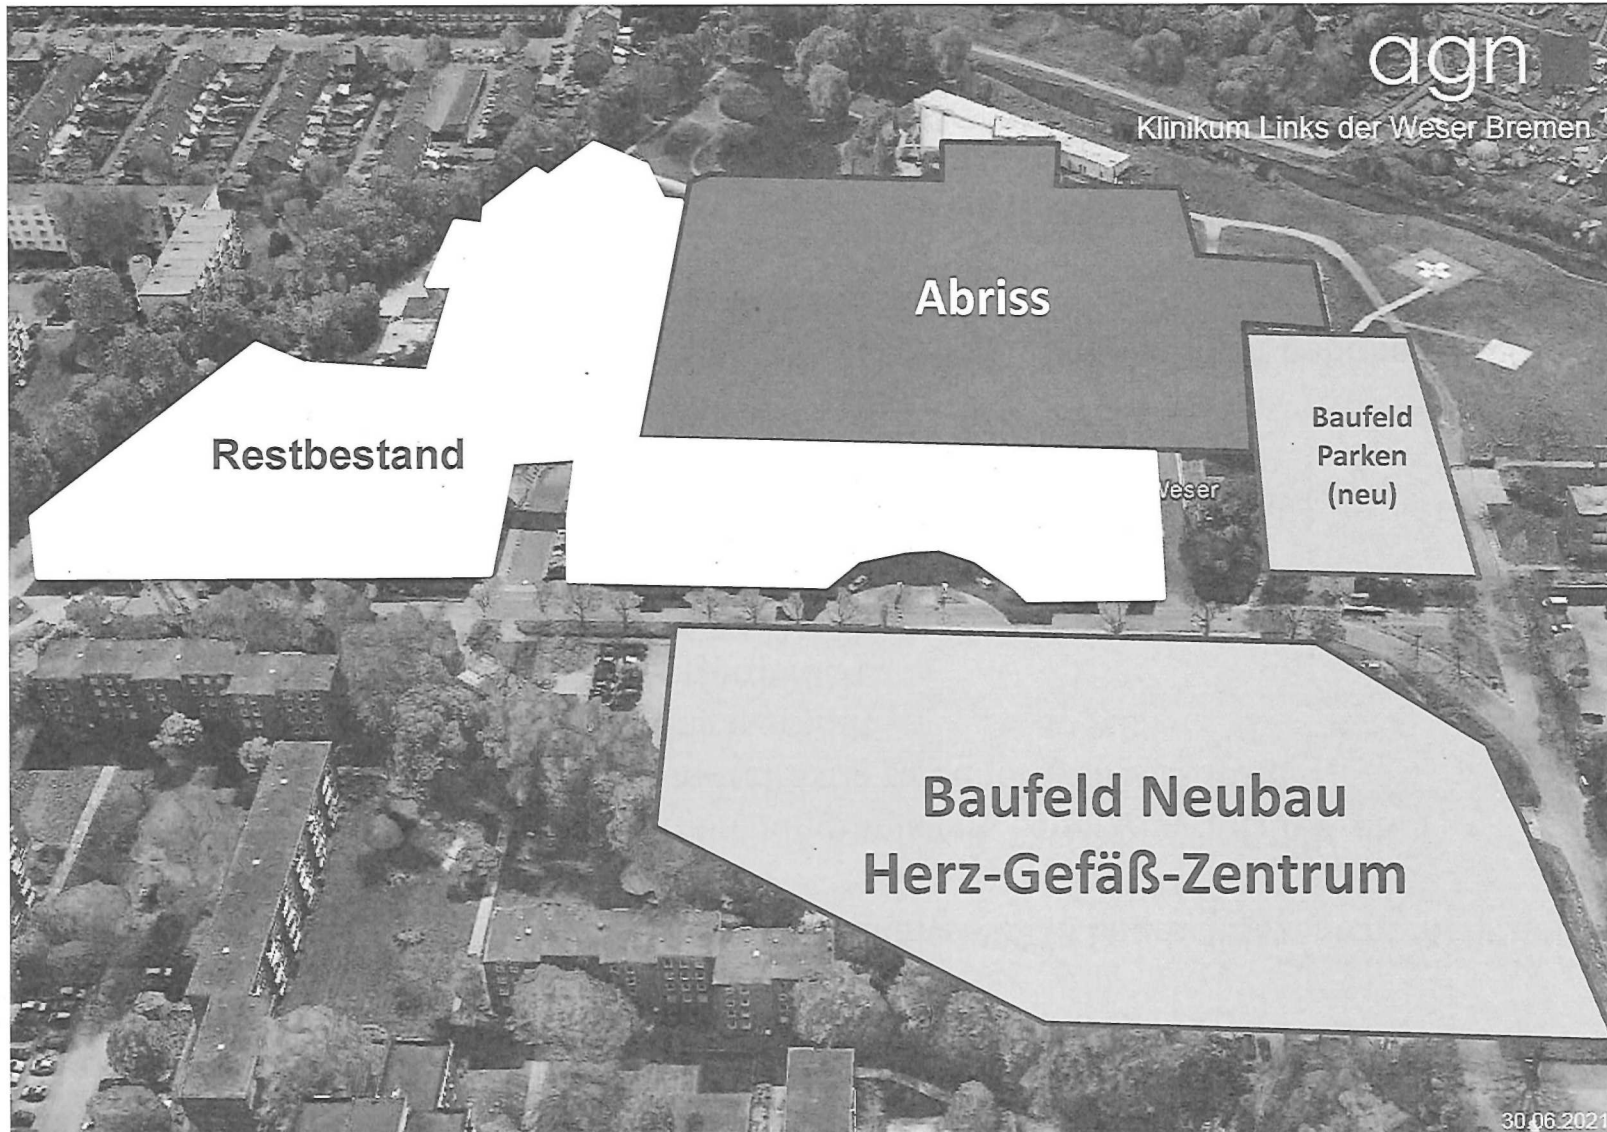 agn
Klinikum Links der Weser Bremen
Abriss
Baufeld
Parken
(neu)
Restbestand
Weser
Baufeld Neubau
Herz-Gefäß-Zentrum
30.06.2021